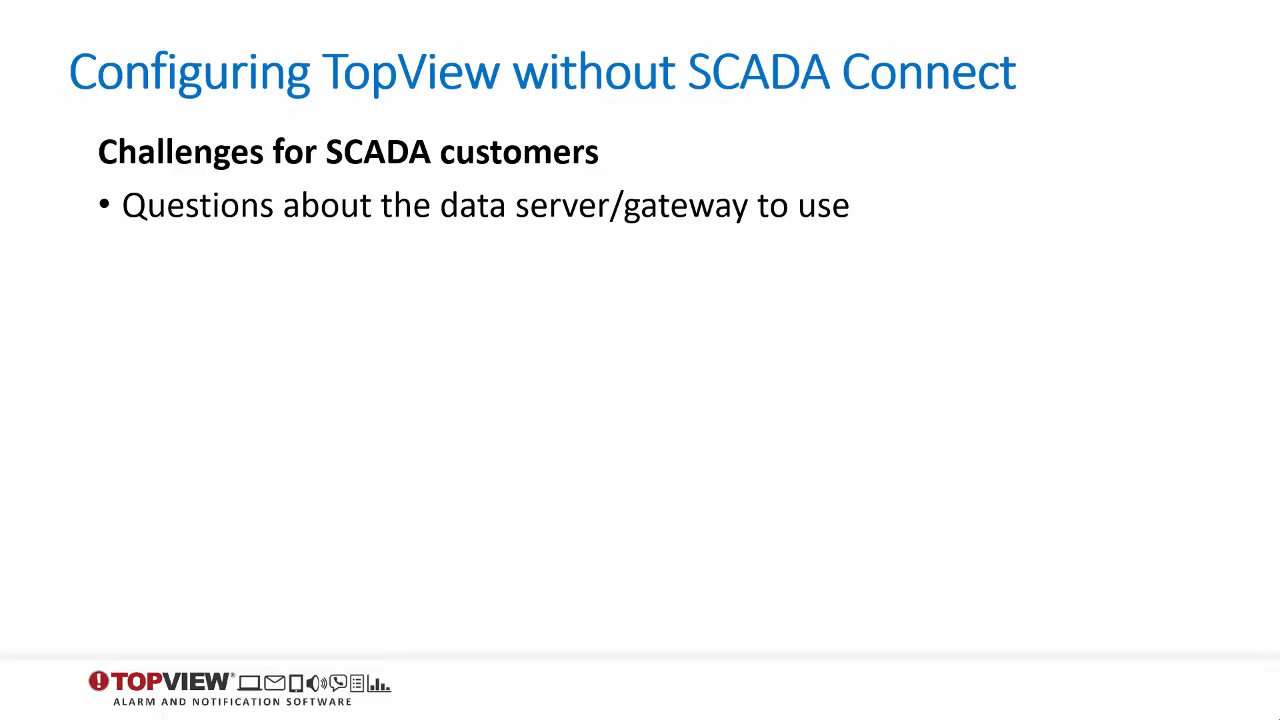 Configuring TopView without SCADA Connect
Challenges for SCADA customers
• Questions about the data server/gateway to use
TOPVIEW®
ALARM AND NOTIFICATION SOFTWARE